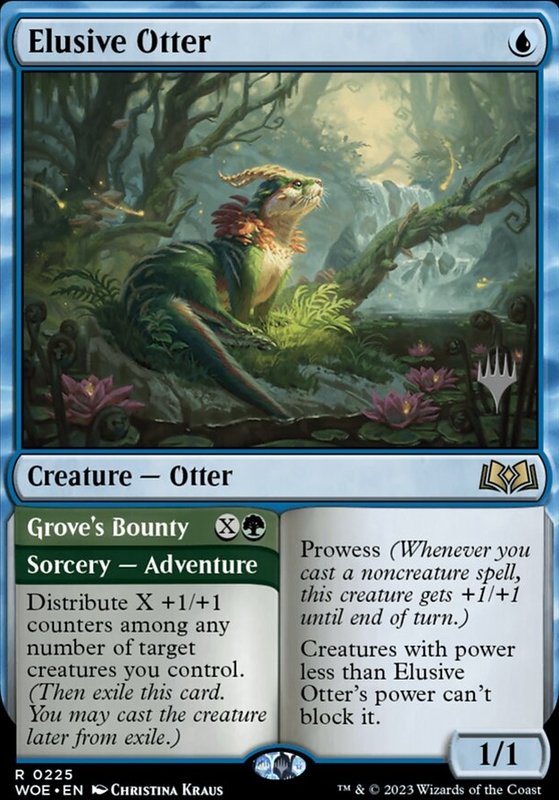 Elusive Otter
Creature — Otter
Grove's Bounty X
Sorcery — Adventure
Distribute X +1/+1
counters among any
number of target
creatures you control.
(Then exile this card.
You may cast the creature
later from exile.)
Prowess (Whenever you
cast a noncreature spell,
this creature gets +1/+1
until end of turn.)
Creatures with power
less than Elusive
Otter's power can't
block it.
1/1
R 0225
WOE • EN Christina Kraus
™ & © 2023 Wizards of the Coast